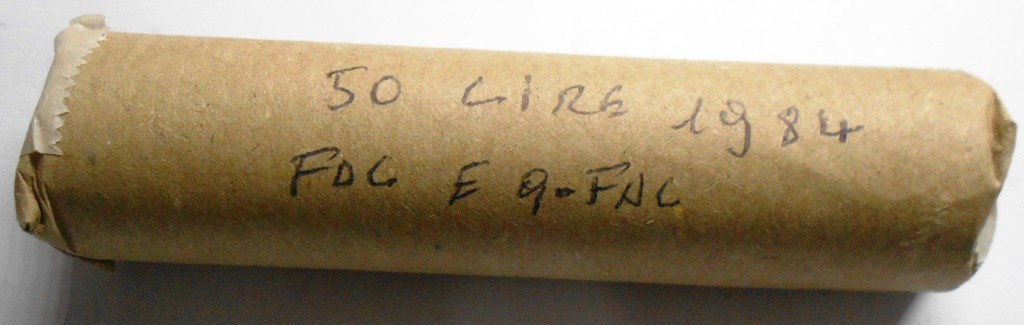 50 LIRE 1984
FDC E q.FDC